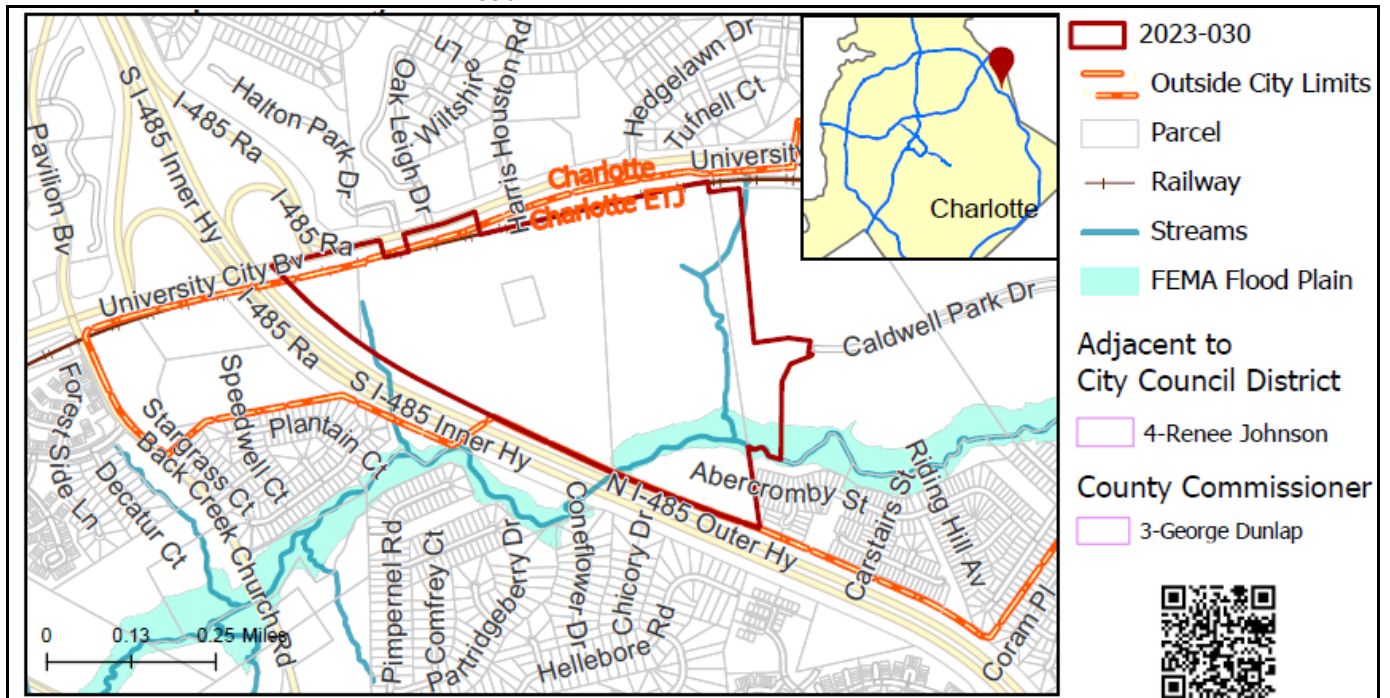 Pavilion Bv
S I-485 Inner Hy
I-485 Ra
Halton Park Dr
Oak Leigh Dr
Wiltshire
Ln
Harris Houston Rd
Hedgelawn Dr
Tufnell Ct
University
Charlotte
Charlotte ETJ
I-485 Ra
University City Bv
I-485 Ra
S I-485 Inner Hy
N I-485 Outer Hy
Caldwell Park Dr
Forest Side Ln
Stargrass Ct
Speedwell Ct
Plantain Ct
Back Creek Church Rd
Decatur Ct
Pimpernel Rd
Comfrey Ct
Partridgeberry Dr
Coneflower Dr
Chicory Dr
Hellebore Rd
Abercromby St
Carstairs St
Riding Hill Av
Coram Pl
0 0.13 0.25 Miles
Charlotte
2023-030
Outside City Limits
Parcel
Railway
Streams
FEMA Flood Plain
Adjacent to
City Council District
4-Renee Johnson
County Commissioner
3-George Dunlap